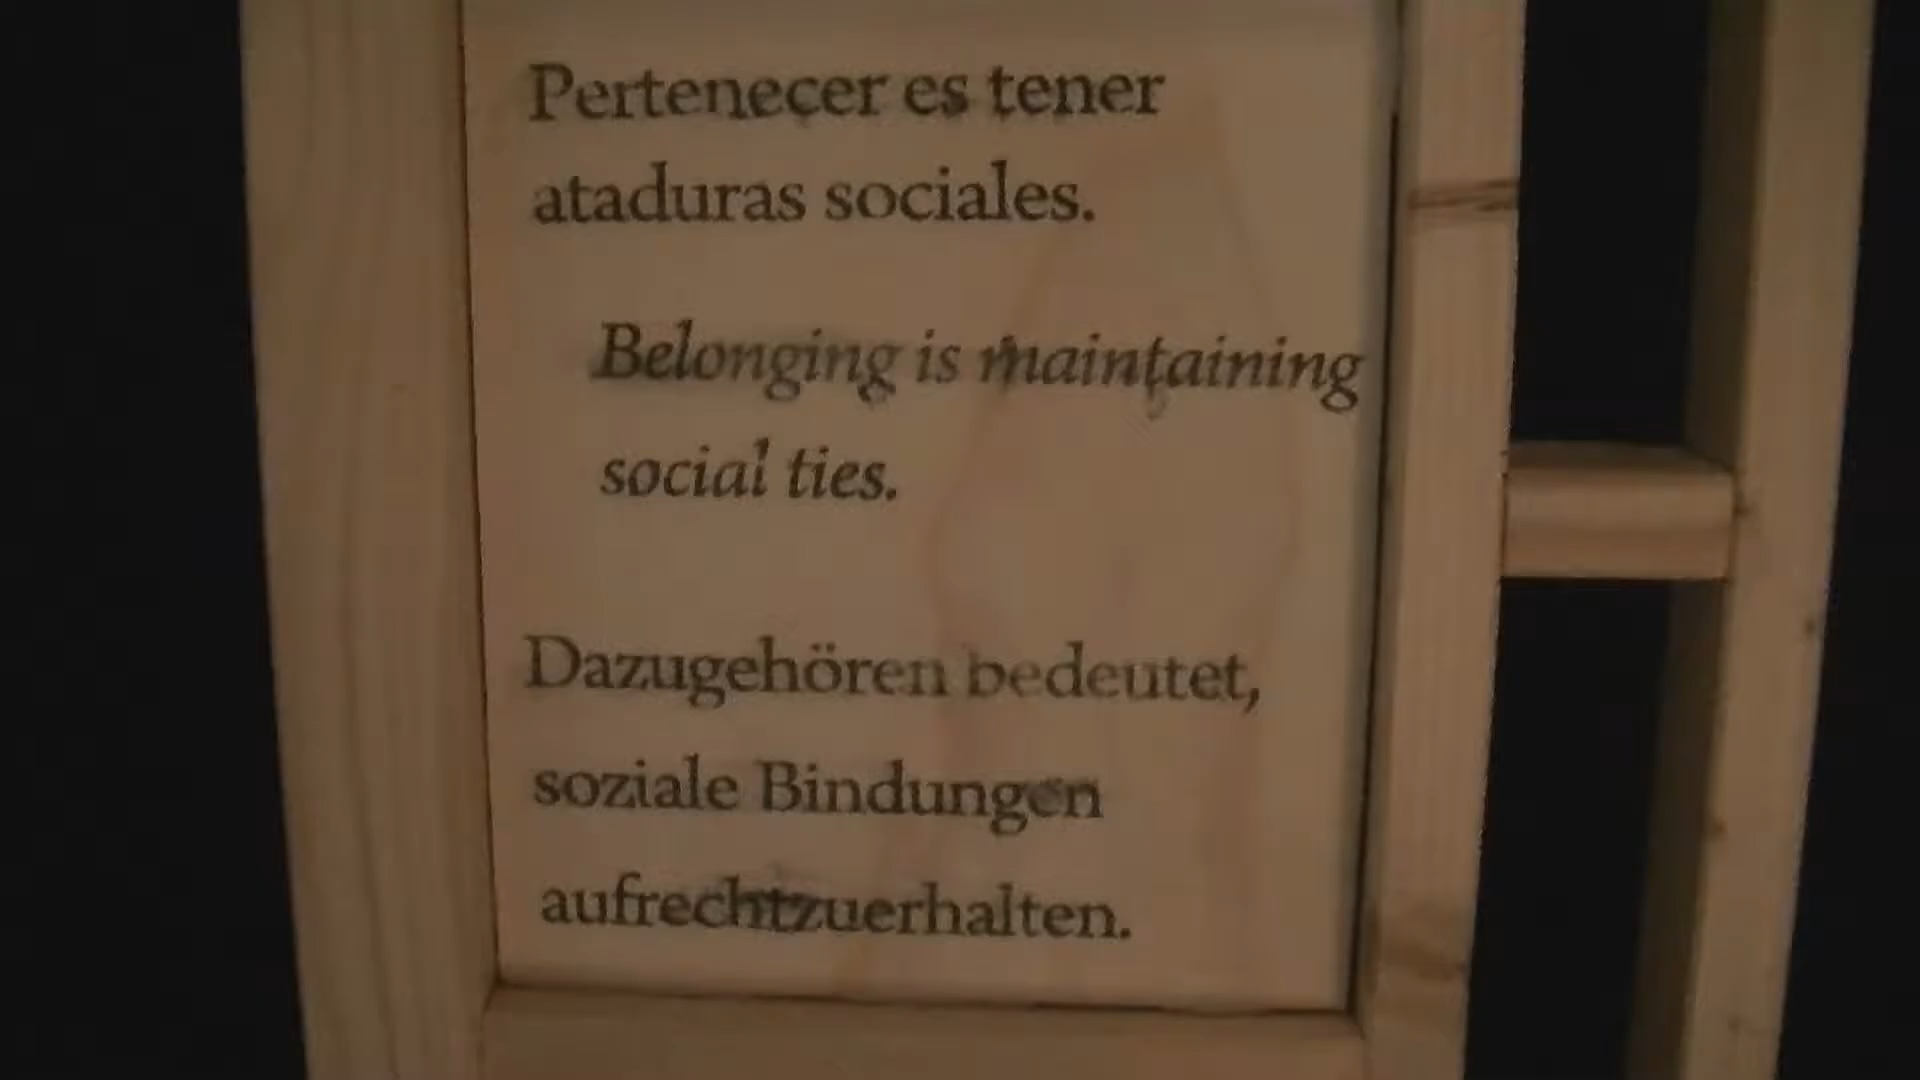 Pertenecer es tener
ataduras sociales.
Belonging is maintaining
social ties.
Dazugehören bedeutet,
soziale Bindungen
aufrechtzuerhalten.